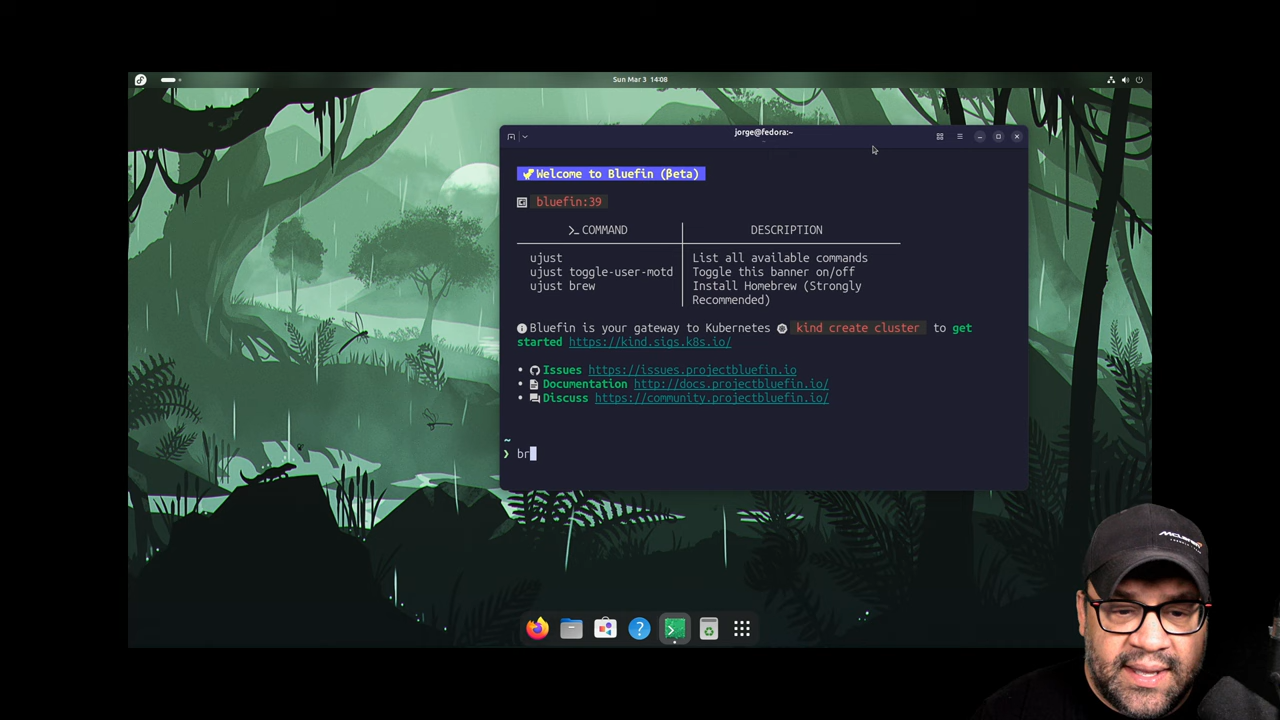 Sun Mar 3 14:08
jorge@fedora:~
Welcome to Bluefin (βeta)
bluefin:39
COMMAND DESCRIPTION
ujust List all available commands
ujust toggle-user-motd Toggle this banner on/off
ujust brew Install Homebrew (Strongly
Recommended)
Bluefin is your gateway to Kubernetes kind create cluster to get
started https://kind.sigs.k8s.io/
• Issues https://issues.projectbluefin.io
• Documentation http://docs.projectbluefin.io/
• Discuss https://community.projectbluefin.io/
~
❯ br
McLaren